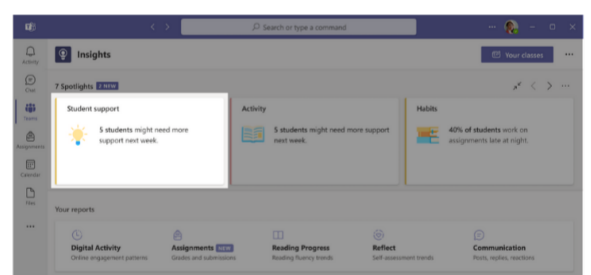 Search or type a command
Activity
Insights
Your classes
Chat
7 Spotlights 2 NEW
Teams
Student support
Activity
Habits
5 students might need more
support next week.
5 students might need more support
next week.
40% of students work on
assignments late at night.
Assignments
Calendar
Files
Your reports
Digital Activity
Online engagement patterns
Assignments NEW
Grades and submissions
Reading Progress
Reading fluency trends
Reflect
Self-assessment trends
Communication
Posts, replies, reactions